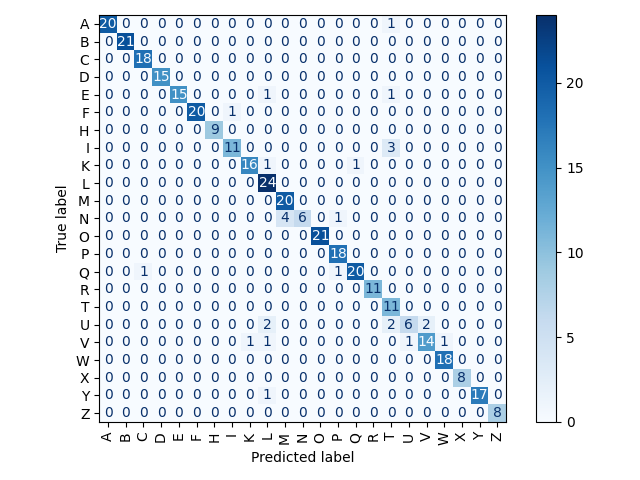 A 20 0 0 0 0 0 0 0 0 0 0 0 0 0 0 0 1 0 0 0 0 0 0
B 0 21 0 0 0 0 0 0 0 0 0 0 0 0 0 0 0 0 0 0 0 0 0
C 0 0 18 0 0 0 0 0 0 0 0 0 0 0 0 0 0 0 0 0 0 0 0
D 0 0 0 15 0 0 0 0 0 0 0 0 0 0 0 0 0 0 0 0 0 0 0
E 0 0 0 0 15 0 0 0 0 1 0 0 0 0 0 0 1 0 0 0 0 0 0
F 0 0 0 0 0 20 0 1 0 0 0 0 0 0 0 0 0 0 0 0 0 0 0
H 0 0 0 0 0 0 9 0 0 0 0 0 0 0 0 0 0 0 0 0 0 0 0
I 0 0 0 0 0 0 0 11 0 0 0 0 0 0 0 0 3 0 0 0 0 0 0
K 0 0 0 0 0 0 0 0 16 1 0 0 0 0 1 0 0 0 0 0 0 0 0
L 0 0 0 0 0 0 0 0 0 24 0 0 0 0 0 0 0 0 0 0 0 0 0
M 0 0 0 0 0 0 0 0 0 0 20 0 0 0 0 0 0 0 0 0 0 0 0
N 0 0 0 0 0 0 0 0 0 0 4 6 0 1 0 0 0 0 0 0 0 0 0
O 0 0 0 0 0 0 0 0 0 0 0 0 21 0 0 0 0 0 0 0 0 0 0
P 0 0 0 0 0 0 0 0 0 0 0 0 0 18 0 0 0 0 0 0 0 0 0
Q 0 0 1 0 0 0 0 0 0 0 0 0 0 1 20 0 0 0 0 0 0 0 0
R 0 0 0 0 0 0 0 0 0 0 0 0 0 0 0 11 0 0 0 0 0 0 0
T 0 0 0 0 0 0 0 0 0 0 0 0 0 0 0 0 11 0 0 0 0 0 0
U 0 0 0 0 0 0 0 0 0 2 0 0 0 0 0 0 2 6 2 0 0 0 0
V 0 0 0 0 0 0 0 0 1 1 0 0 0 0 0 0 0 1 14 1 0 0 0
W 0 0 0 0 0 0 0 0 0 0 0 0 0 0 0 0 0 0 0 18 0 0 0
X 0 0 0 0 0 0 0 0 0 0 0 0 0 0 0 0 0 0 0 0 8 0 0
Y 0 0 0 0 0 0 0 0 0 1 0 0 0 0 0 0 0 0 0 0 0 17 0
Z 0 0 0 0 0 0 0 0 0 0 0 0 0 0 0 0 0 0 0 0 0 0 8
A B C D E F H I K L M N O P Q R T U V W X Y Z
Predicted label
True label
20
15
10
5
0